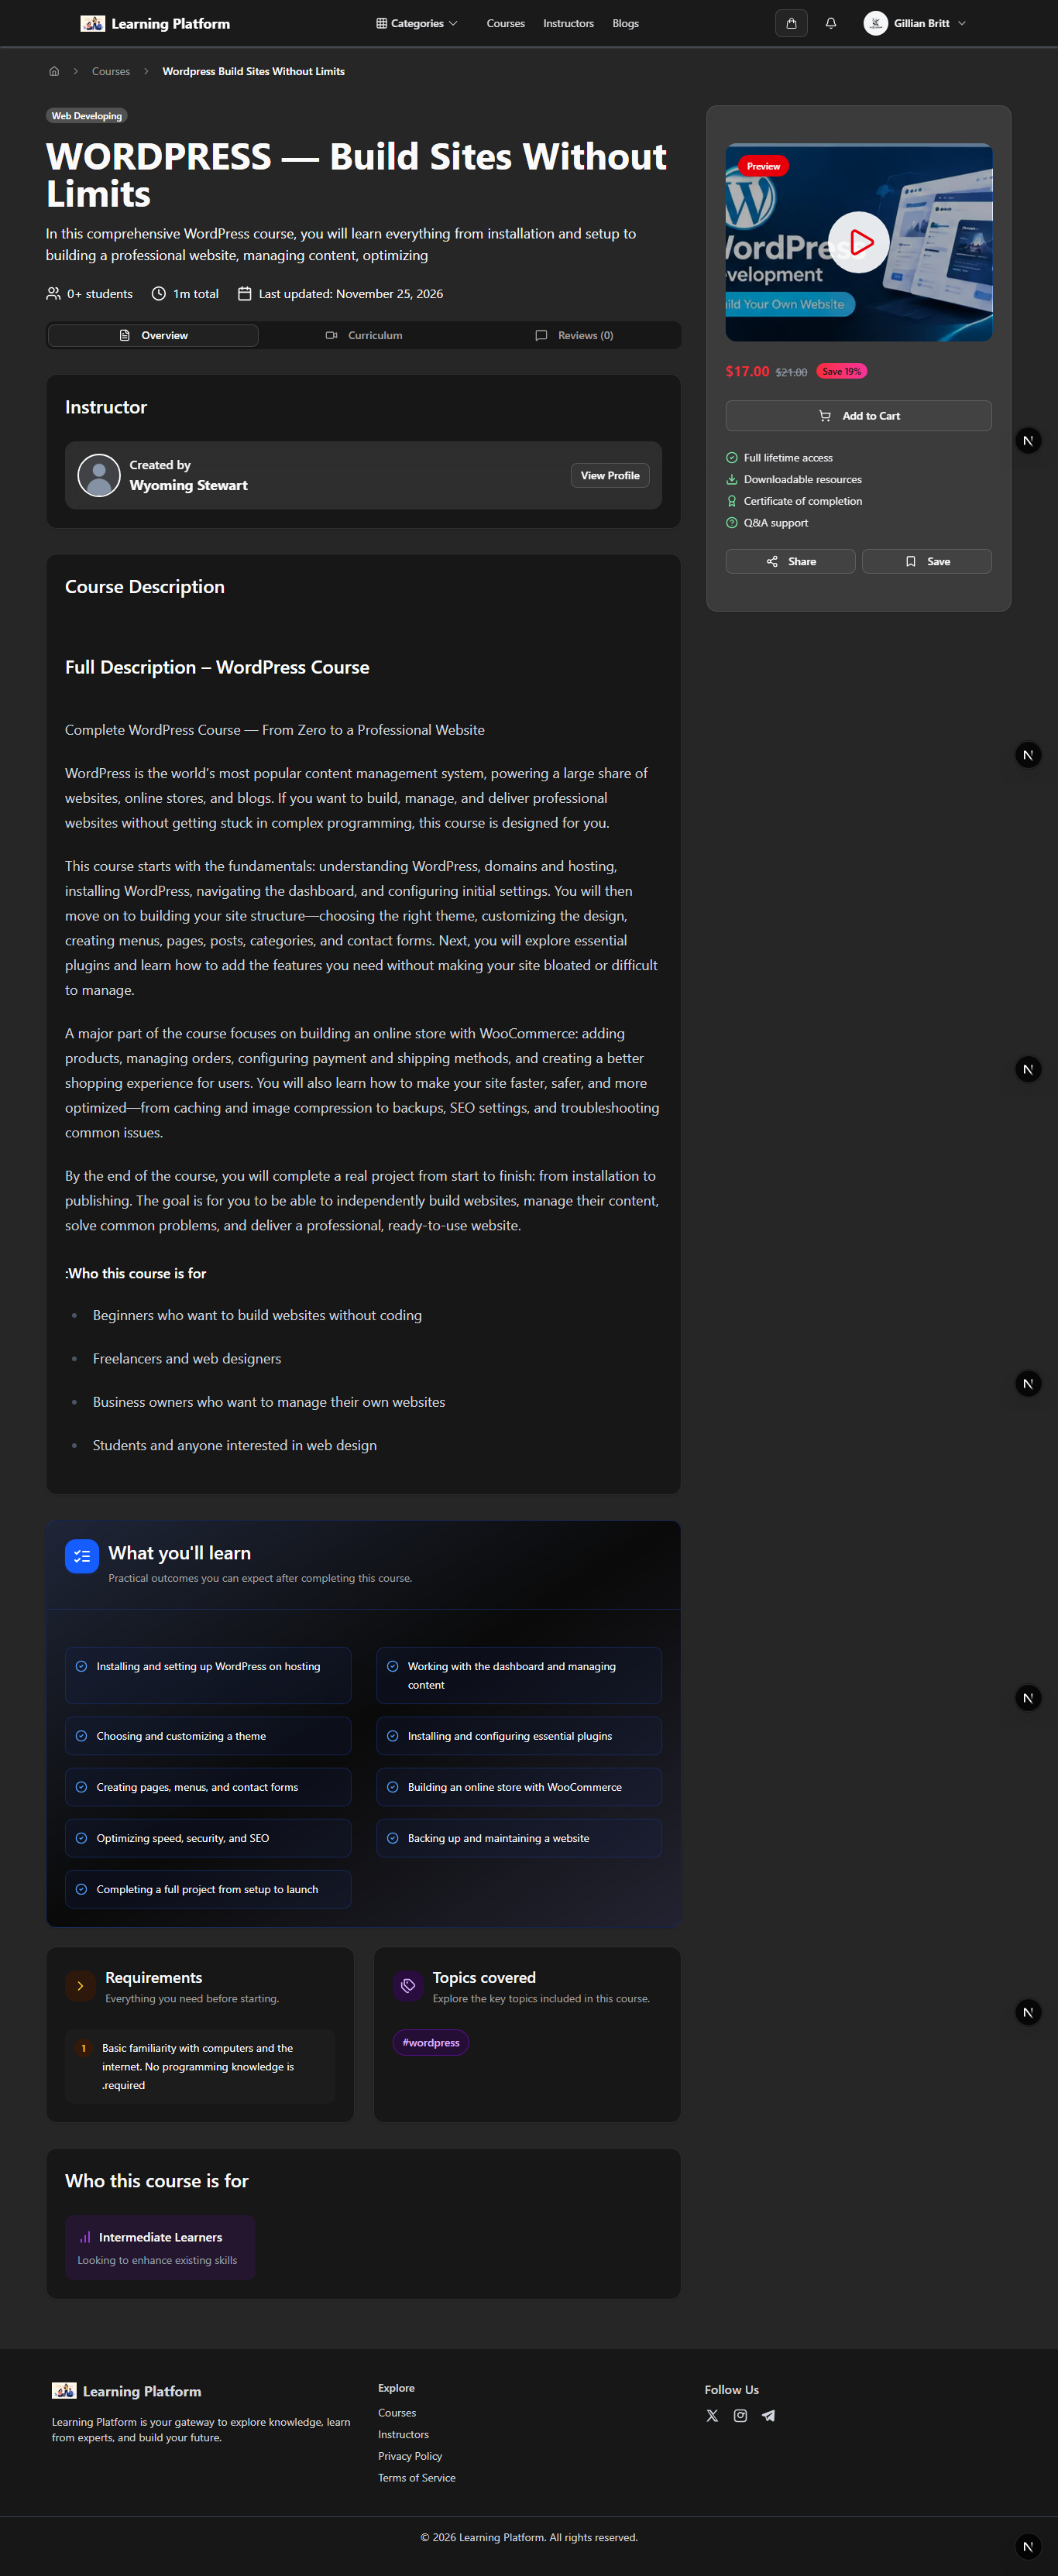 Learning Platform
Categories
Courses
Instructors
Blogs
Gillian Britt
Courses
Wordpress Build Sites Without Limits
Web Developing
WORDPRESS — Build Sites Without
Limits
In this comprehensive WordPress course, you will learn everything from installation and setup to
building a professional website, managing content, optimizing
0+ students
1m total
Last updated: November 25, 2026
Overview
Curriculum
Reviews (0)
Instructor
Created by
Wyoming Stewart
View Profile
Course Description
Full Description – WordPress Course
Complete WordPress Course — From Zero to a Professional Website
WordPress is the world’s most popular content management system, powering a large share of
websites, online stores, and blogs. If you want to build, manage, and deliver professional
websites without getting stuck in complex programming, this course is designed for you.
This course starts with the fundamentals: understanding WordPress, domains and hosting,
installing WordPress, navigating the dashboard, and configuring initial settings. You will then
move on to building your site structure—choosing the right theme, customizing the design,
creating menus, pages, posts, categories, and contact forms. Next, you will explore essential
plugins and learn how to add the features you need without making your site bloated or difficult
to manage.
A major part of the course focuses on building an online store with WooCommerce: adding
products, managing orders, configuring payment and shipping methods, and creating a better
shopping experience for users. You will also learn how to make your site faster, safer, and more
optimized—from caching and image compression to backups, SEO settings, and troubleshooting
common issues.
By the end of the course, you will complete a real project from start to finish: from installation to
publishing. The goal is for you to be able to independently build websites, manage their content,
solve common problems, and deliver a professional, ready-to-use website.
:Who this course is for
Beginners who want to build websites without coding
Freelancers and web designers
Business owners who want to manage their own websites
Students and anyone interested in web design
What you'll learn
Practical outcomes you can expect after completing this course.
Installing and setting up WordPress on hosting
Working with the dashboard and managing
content
Choosing and customizing a theme
Installing and configuring essential plugins
Creating pages, menus, and contact forms
Building an online store with WooCommerce
Optimizing speed, security, and SEO
Backing up and maintaining a website
Completing a full project from setup to launch
Requirements
Everything you need before starting.
1
Basic familiarity with computers and the
internet. No programming knowledge is
.required
Topics covered
Explore the key topics included in this course.
#wordpress
Who this course is for
Intermediate Learners
Looking to enhance existing skills
Preview
WordPress
velopment
ild Your Own Website
$17.00
$21.00
Save 19%
Add to Cart
Full lifetime access
Downloadable resources
Certificate of completion
Q&A support
Share
Save
N
N
N
N
N
N
N
Learning Platform
Learning Platform is your gateway to explore knowledge, learn
from experts, and build your future.
Explore
Courses
Instructors
Privacy Policy
Terms of Service
Follow Us
© 2026 Learning Platform. All rights reserved.